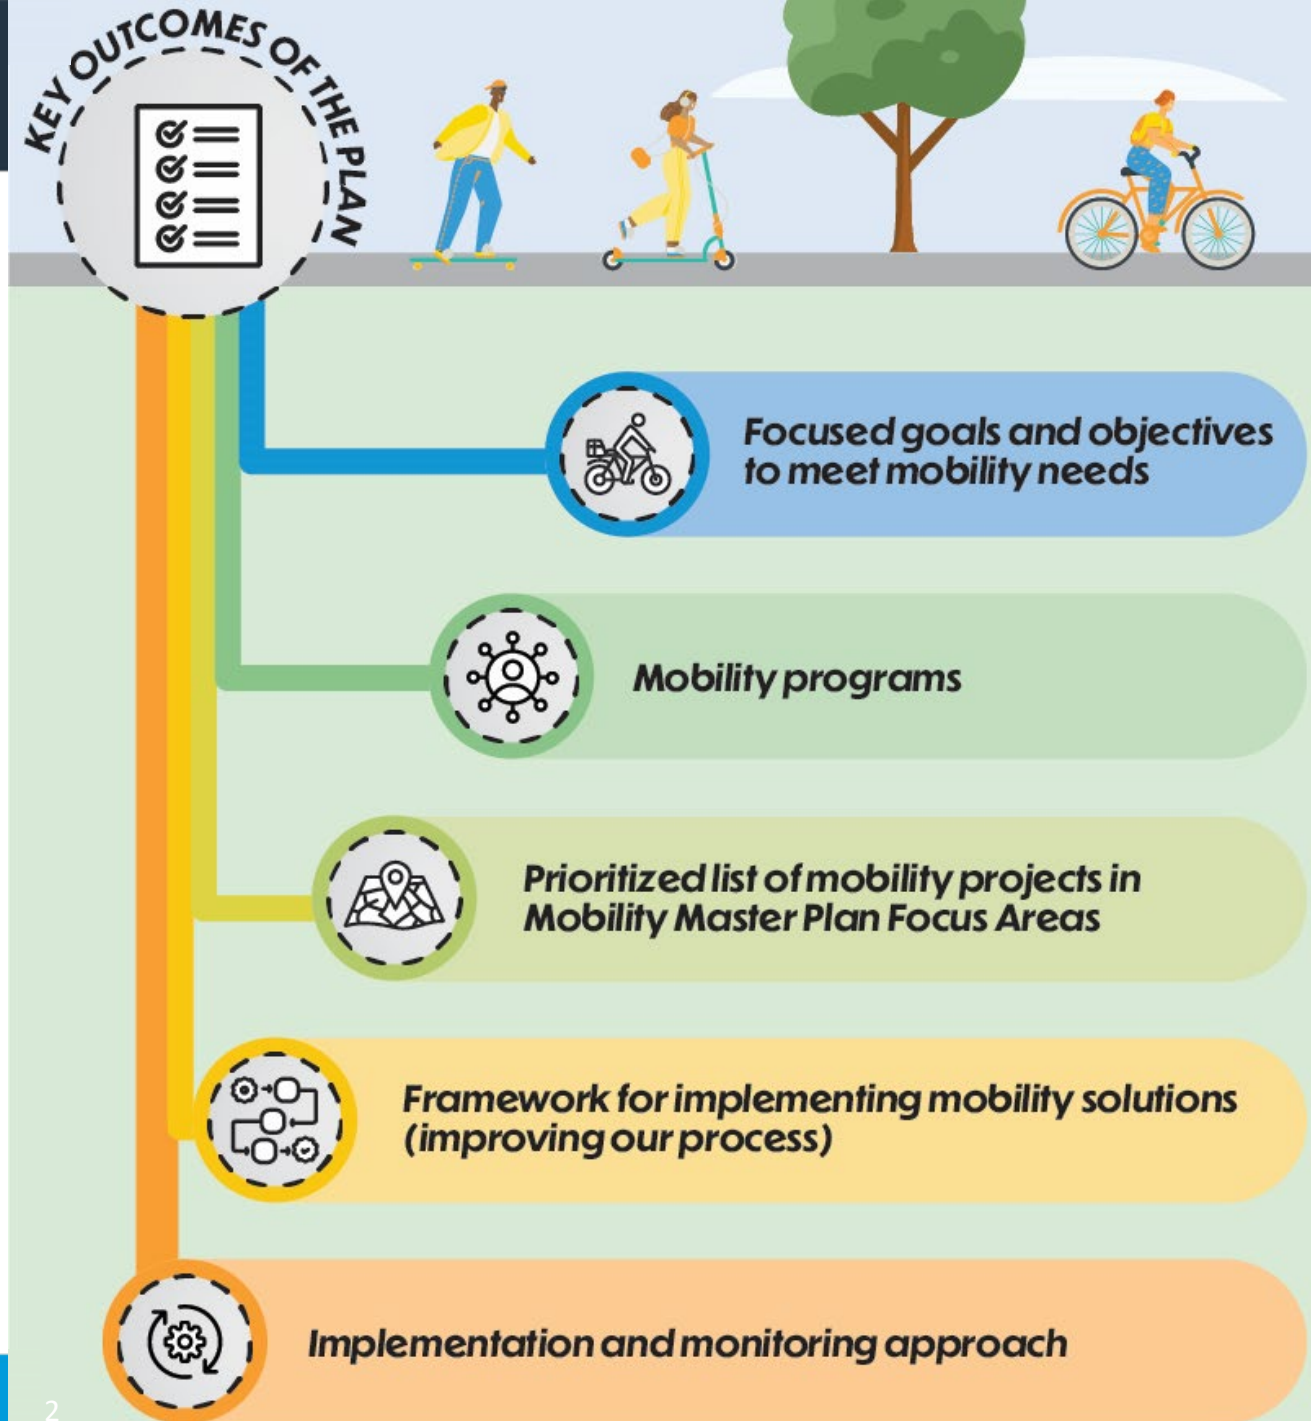 KEY OUTCOMES OF THE PLAN
Focused goals and objectives
to meet mobility needs
Mobility programs
Prioritized list of mobility projects in
Mobility Master Plan Focus Areas
Framework for implementing mobility solutions
(improving our process)
Implementation and monitoring approach
2